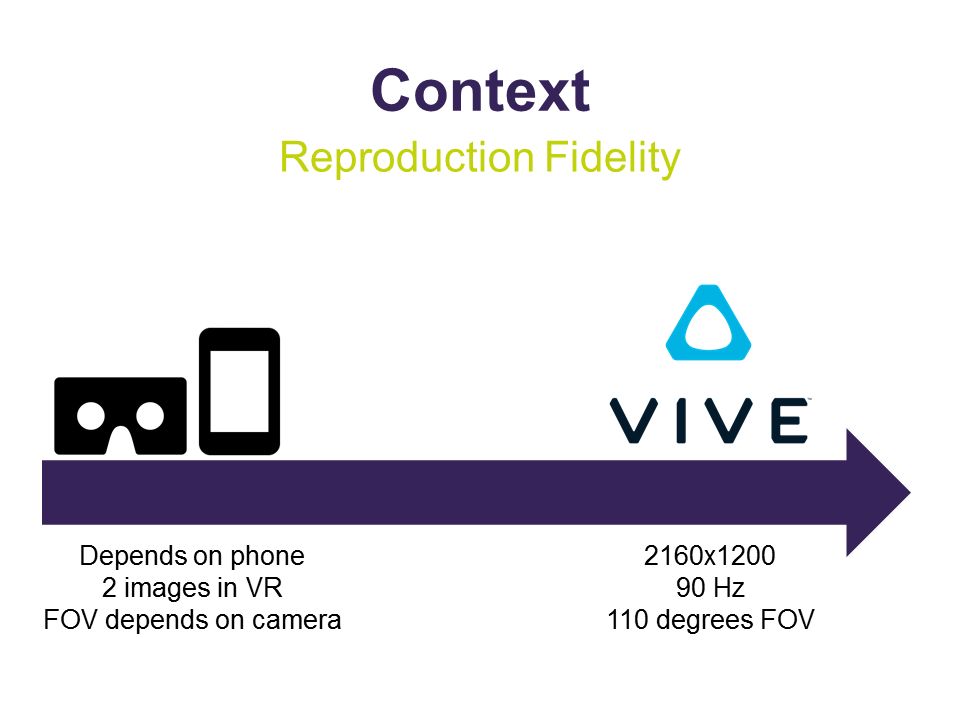 Context
Reproduction Fidelity
VIVE™
Depends on phone
2 images in VR
FOV depends on camera
2160x1200
90 Hz
110 degrees FOV